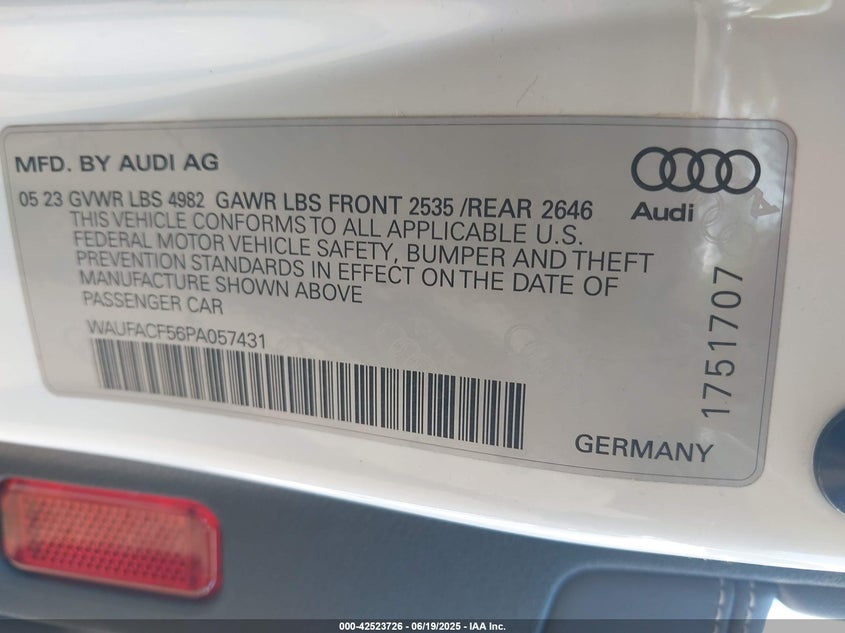 MFD. BY AUDI AG
05 23 GVWR LBS 4982 GAWR LBS FRONT 2535 /REAR 2646
THIS VEHICLE CONFORMS TO ALL APPLICABLE U.S.
FEDERAL MOTOR VEHICLE SAFETY, BUMPER AND THEFT
PREVENTION STANDARDS IN EFFECT ON THE DATE OF
MANUFACTURE SHOWN ABOVE
PASSENGER CAR
WAUFACF56PA057431
Audi
1751707
GERMANY
000-42523726 - 06/19/2025 - IAA Inc.